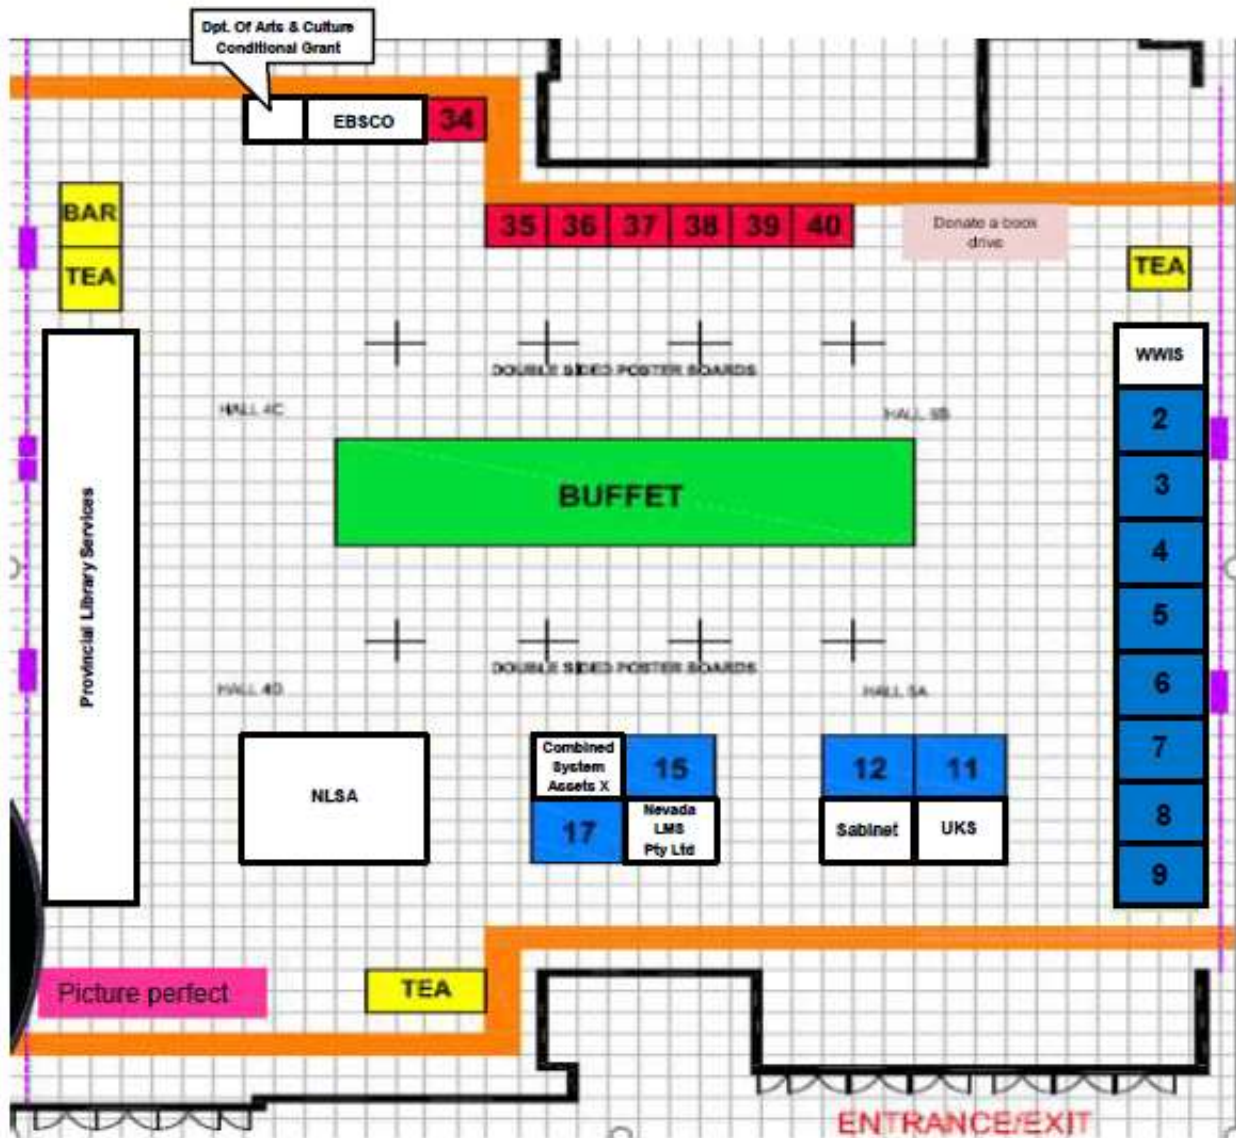 Dpt. Of Arts & Culture
Conditional Grant
EBSCO
34
BAR
TEA
35 36 37 38 39 40
Donate a book
drive
TEA
WWIS
DOUBLE SIDED POSTER BOARDS
HALL 4C
HALL 5B
2
3
4
5
6
7
8
9
BUFFET
Provincial Library Services
DOUBLE SIDED POSTER BOARDS
HALL 4D
HALL 5A
NLSA
Combined
System
Assets X
15
17
Nevada
LMS
Pty Ltd
12
11
Sabinet
UKS
Picture perfect
TEA
ENTRANCE/EXIT